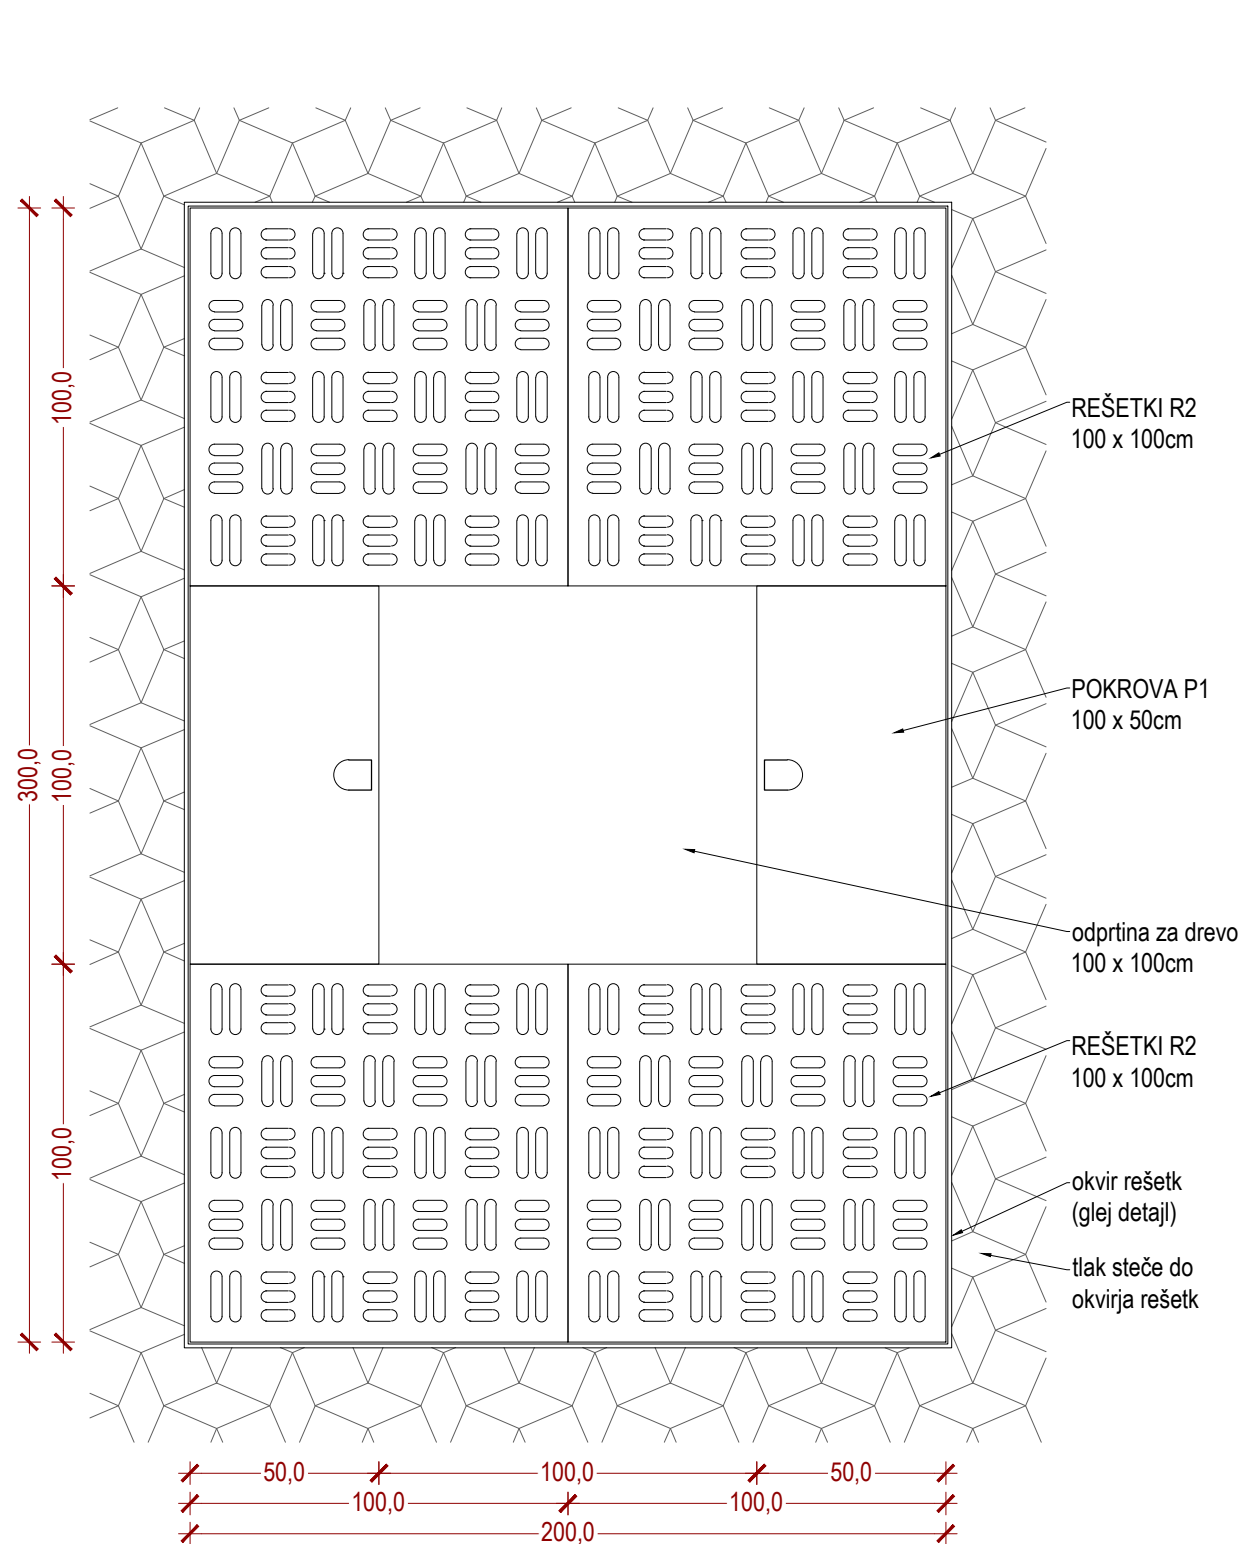 100,0
REŠETKI R2
100 x 100cm
POKROVA P1
100 x 50cm
300,0
100,0
odprtina za drevo
100 x 100cm
REŠETKI R2
100 x 100cm
100,0
okvir rešetk
(glej detajl)
tlak steče do
okvirja rešetk
50,0 100,0 50,0
100,0 100,0
200,0